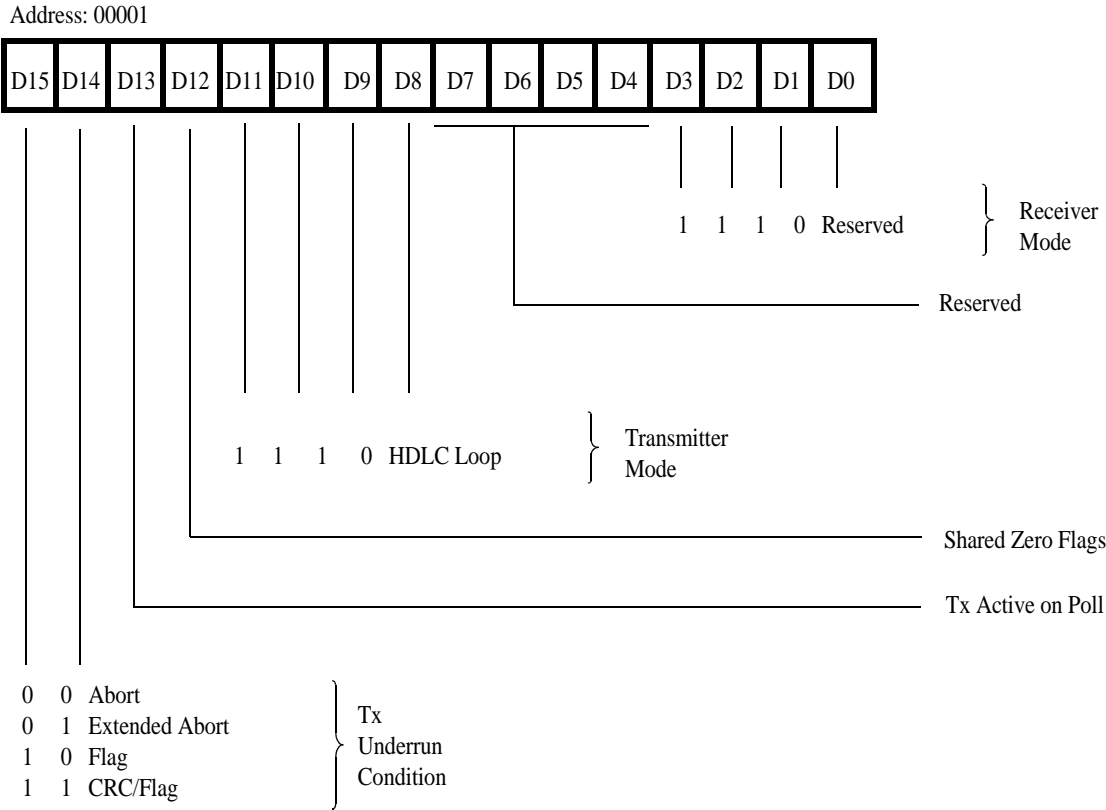 Address: 00001
D15 D14 D13 D12 D11 D10 D9 D8 D7 D6 D5 D4 D3 D2 D1 D0
1 1 1 0 Reserved
Receiver
Mode
Reserved
1 1 1 0 HDLC Loop
Transmitter
Mode
Shared Zero Flags
Tx Active on Poll
0 0 Abort
0 1 Extended Abort
1 0 Flag
1 1 CRC/Flag
Tx
Underrun
Condition